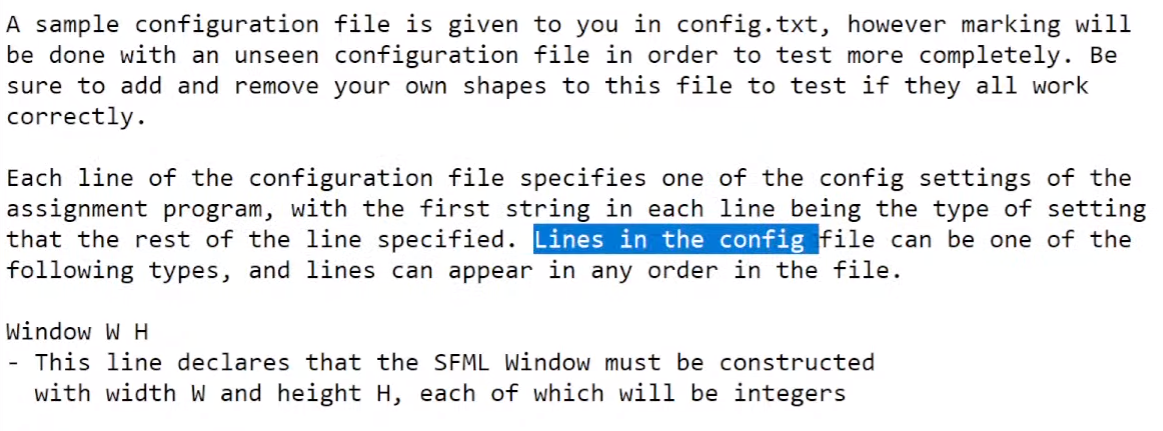 A sample configuration file is given to you in config.txt, however marking will
be done with an unseen configuration file in order to test more completely. Be
sure to add and remove your own shapes to this file to test if they all work
correctly.
Each line of the configuration file specifies one of the config settings of the
assignment program, with the first string in each line being the type of setting
that the rest of the line specified. Lines in the config file can be one of the
following types, and lines can appear in any order in the file.
Window W H
- This line declares that the SFML Window must be constructed
with width W and height H, each of which will be integers